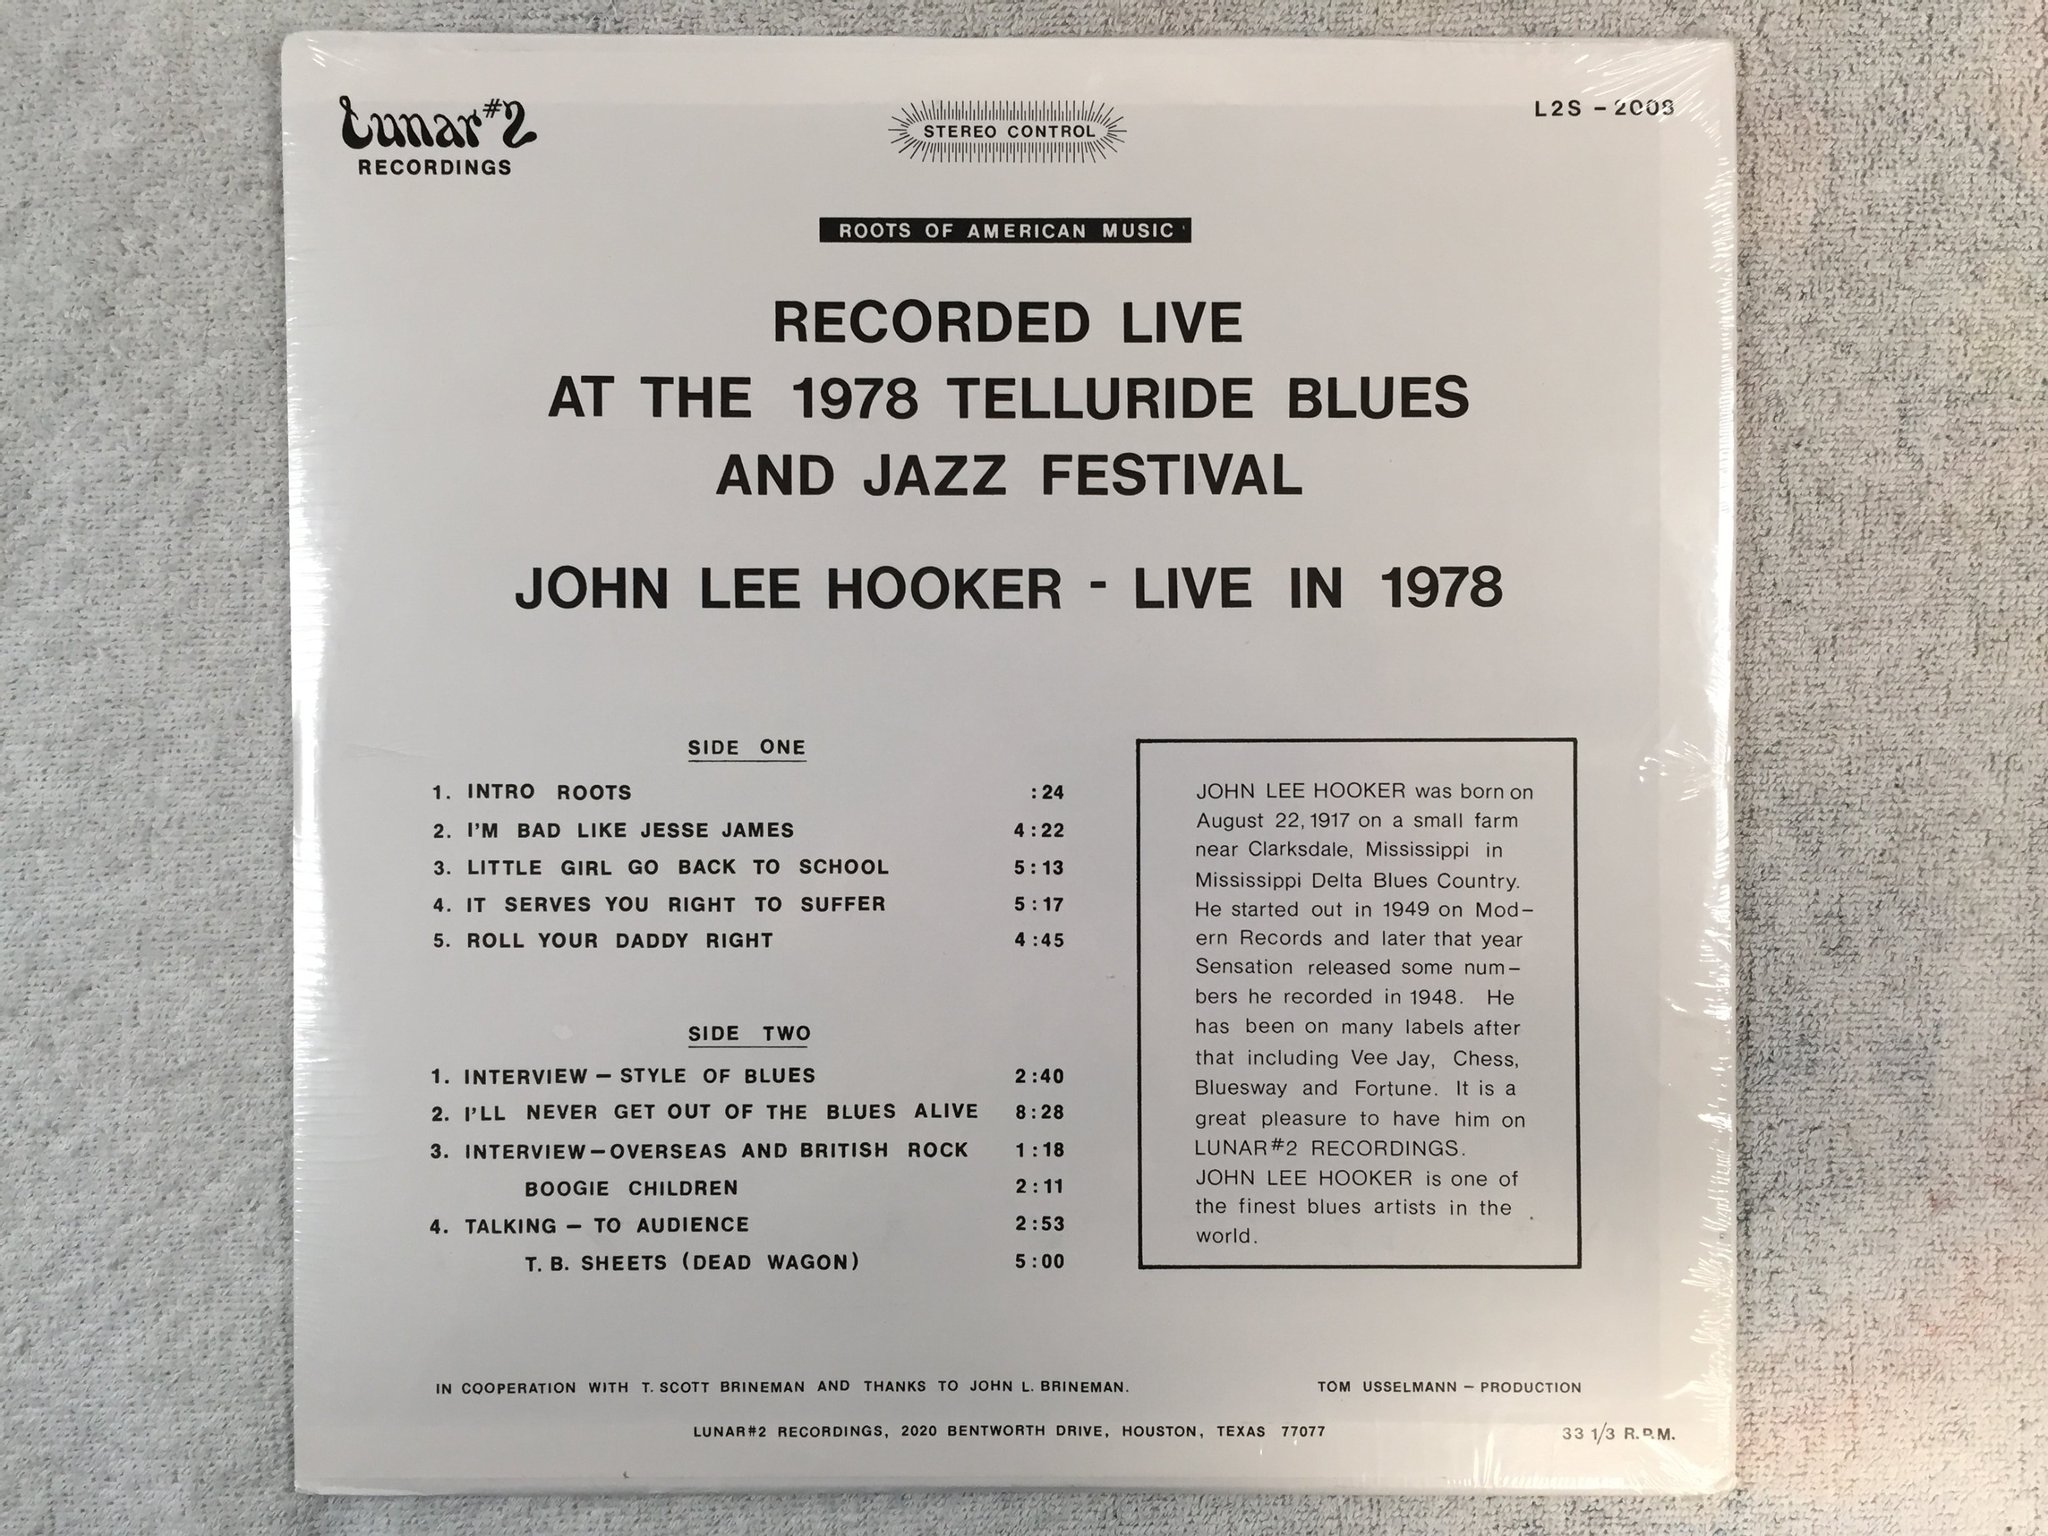 Lunar #2
RECORDINGS
STEREO CONTROL
L2S - 2008
ROOTS OF AMERICAN MUSIC
RECORDED LIVE
AT THE 1978 TELLURIDE BLUES
AND JAZZ FESTIVAL
JOHN LEE HOOKER - LIVE IN 1978
SIDE ONE
1. INTRO ROOTS :24
2. I'M BAD LIKE JESSE JAMES 4:22
3. LITTLE GIRL GO BACK TO SCHOOL 5:13
4. IT SERVES YOU RIGHT TO SUFFER 5:17
5. ROLL YOUR DADDY RIGHT 4:45
SIDE TWO
1. INTERVIEW – STYLE OF BLUES 2:40
2. I'LL NEVER GET OUT OF THE BLUES ALIVE 8:28
3. INTERVIEW – OVERSEAS AND BRITISH ROCK 1:18
BOOGIE CHILDREN 2:11
4. TALKING – TO AUDIENCE 2:53
T. B. SHEETS (DEAD WAGON) 5:00
JOHN LEE HOOKER was born on
August 22, 1917 on a small farm
near Clarksdale, Mississippi in
Mississippi Delta Blues Country.
He started out in 1949 on Mod–
ern Records and later that year
Sensation released some num–
bers he recorded in 1948. He
has been on many labels after
that including Vee Jay, Chess,
Bluesway and Fortune. It is a
great pleasure to have him on
LUNAR#2 RECORDINGS.
JOHN LEE HOOKER is one of
the finest blues artists in the
world.
IN COOPERATION WITH T. SCOTT BRINEMAN AND THANKS TO JOHN L. BRINEMAN.
TOM USSELMANN – PRODUCTION
LUNAR#2 RECORDINGS, 2020 BENTWORTH DRIVE, HOUSTON, TEXAS 77077
33 1/3 R.P.M.